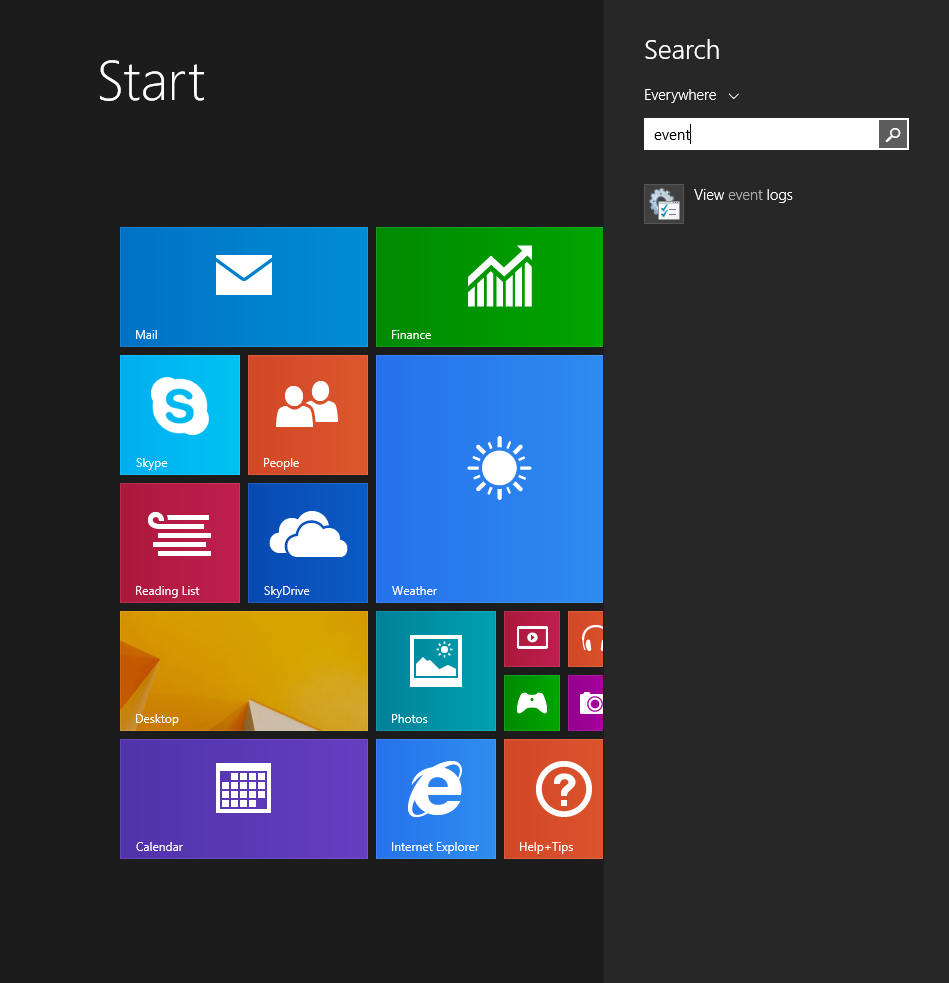 Start
Search
Everywhere
event
View event logs
Mail
Finance
Skype
People
Reading List
SkyDrive
Weather
Desktop
Photos
Calendar
Internet Explorer
Help+Tips